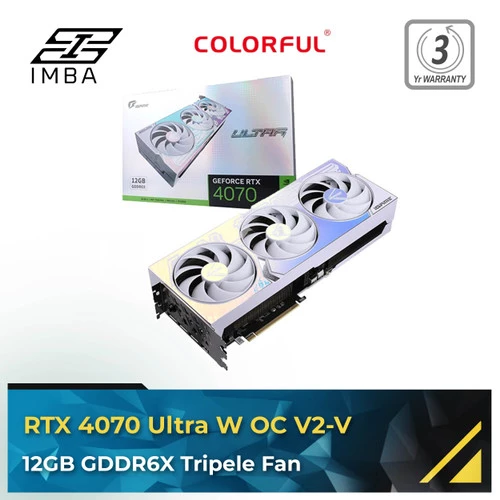 IMBA
COLORFUL®
3
Yr WARRANTY
ULTRA
12GB
GDDR6X
GEFORCE RTX
4070
RTX 4070 Ultra W OC V2-V
12GB GDDR6X Tripele Fan